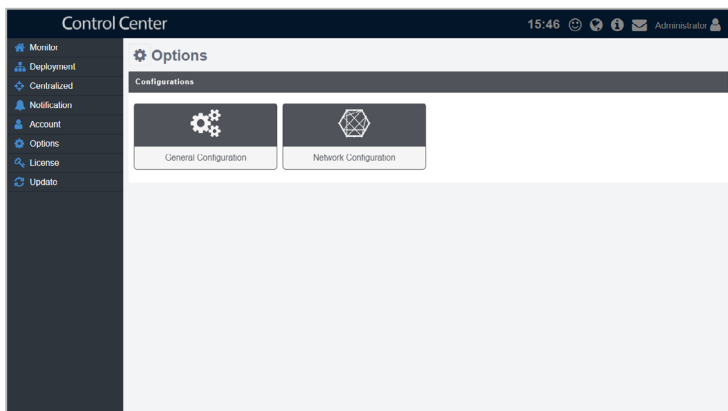 Control Center
15:46 Administrator
Monitor
Deployment
Centralized
Notification
Account
Options
License
Update
Options
Configurations
General Configuration
Network Configuration